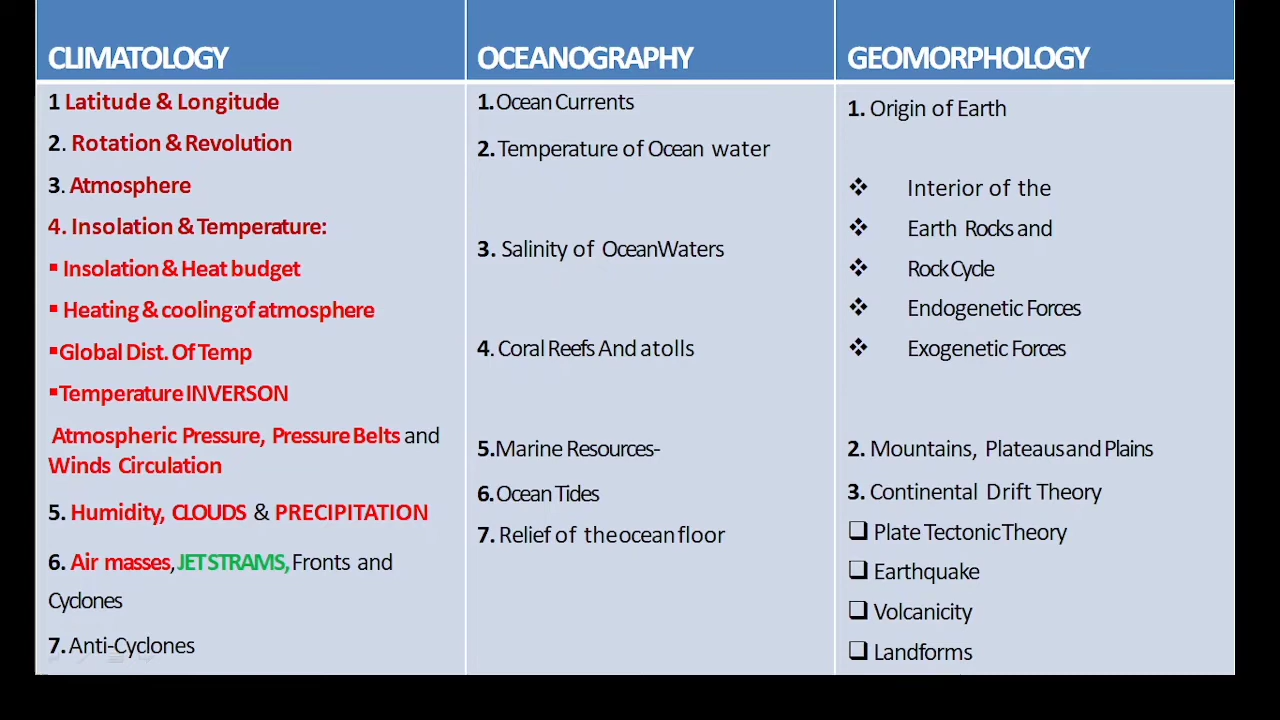 CLIMATOLOGY
1 Latitude & Longitude
2. Rotation & Revolution
3. Atmosphere
4. Insolation & Temperature:
▪ Insolation & Heat budget
▪ Heating & cooling of atmosphere
▪Global Dist. Of Temp
▪Temperature INVERSON
Atmospheric Pressure, Pressure Belts and
Winds Circulation
5. Humidity, CLOUDS & PRECIPITATION
6. Air masses, JET STRAMS, Fronts and
Cyclones
7. Anti-Cyclones
OCEANOGRAPHY
1. Ocean Currents
2. Temperature of Ocean water
3. Salinity of Ocean Waters
4. Coral Reefs And atolls
5.Marine Resources-
6.Ocean Tides
7. Relief of the ocean floor
GEOMORPHOLOGY
1. Origin of Earth
❖ Interior of the
❖ Earth Rocks and
❖ Rock Cycle
❖ Endogenetic Forces
❖ Exogenetic Forces
2. Mountains, Plateaus and Plains
3. Continental Drift Theory
❑ Plate Tectonic Theory
❑ Earthquake
❑ Volcanicity
❑ Landforms